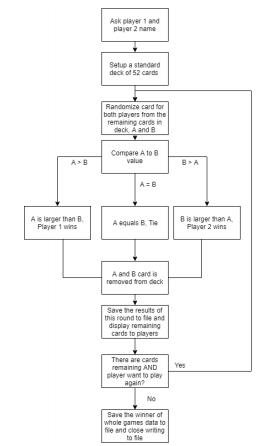 Ask player 1 and
player 2 name
Setup a standard
deck of 52 cards
Randomize card for
both players from the
remaining cards in
deck, A and B
Compare A to B
value
A > B
B > A
A = B
A is larger than B,
Player 1 wins
A equals B, Tie
B is larger than A,
Player 2 wins
A and B card is
removed from deck
Save the results of
this round to file and
display remaining
cards to players
There are cards
remaining AND
player want to play
again?
Yes
No
Save the winner of
whole games data to
file and close writing
to file